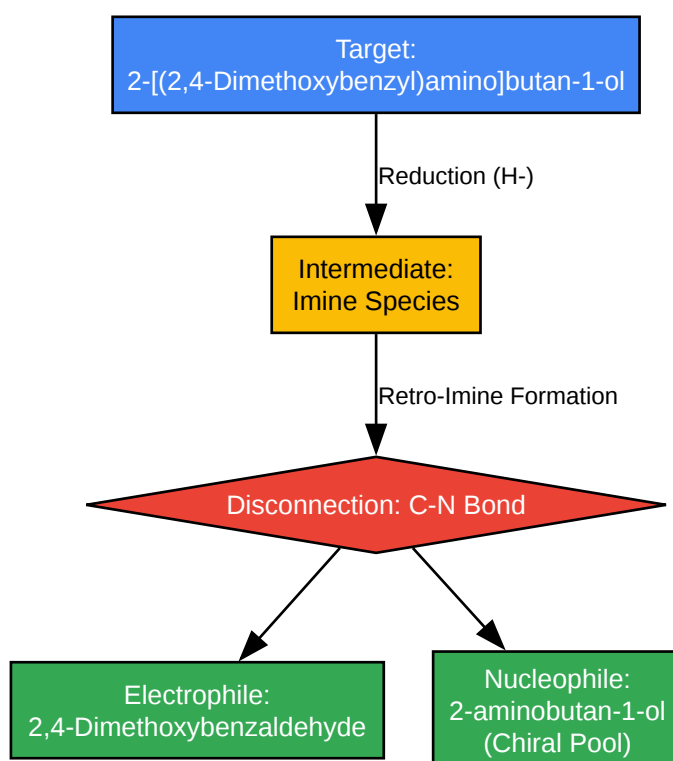 Target:
2-[(2,4-Dimethoxybenzyl)amino]butan-1-ol
Reduction (H-)
Intermediate:
Imine Species
Retro-Imine Formation
Disconnection: C-N Bond
Electrophile:
2,4-Dimethoxybenzaldehyde
Nucleophile:
2-aminobutan-1-ol
(Chiral Pool)